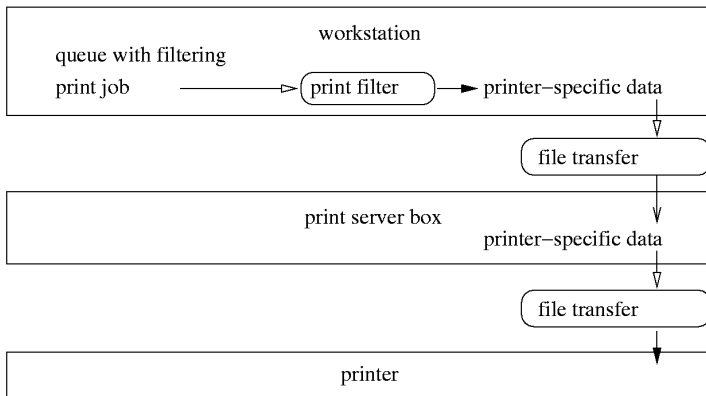 workstation
queue with filtering
print job
print filter
printer−specific data
file transfer
print server box
printer−specific data
file transfer
printer